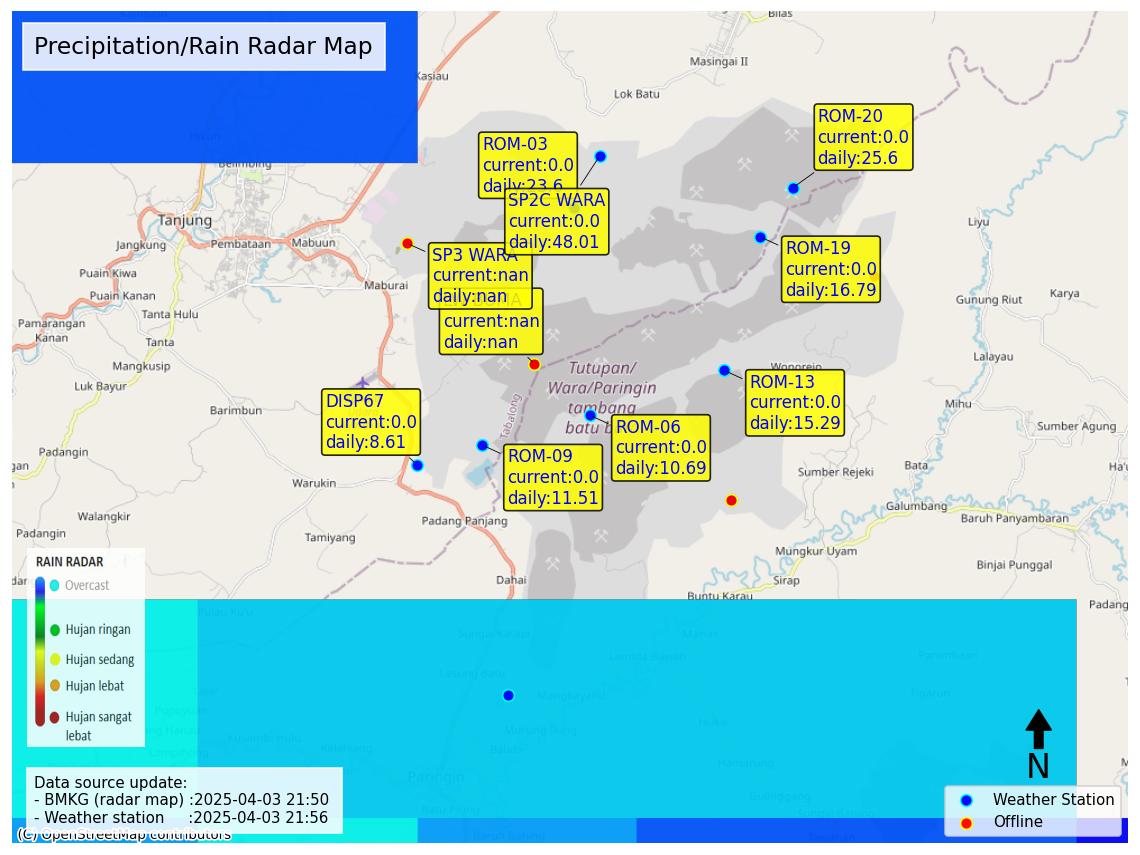 Precipitation/Rain Radar Map
Bilas
Masingai II
Kasiau
Lok Batu
ROM-20
current:0.0
daily:25.6
ROM-03
current:0.0
daily:23.6
SP2C WARA
current:0.0
daily:48.01
Belimbing
Tanjung
Jangkung
Pembataan
Mabuun
Liyu
ROM-19
current:0.0
daily:16.79
SP3 WARA
current:nan
daily:nan
current:nan
daily:nan
Puain Kiwa
Maburai
Puain Kanan
Tanta Hulu
Gunung Riut
Karya
Pamarangan
Kanan
Tanta
Mangkusip
Lalayau
Luk Bayur
Tutupan/
Wara/Paringin
tambang
batu b
Wonorejo
ROM-13
current:0.0
daily:15.29
DISP67
current:0.0
daily:8.61
Barimbun
Tabalong
Mihu
ROM-06
current:0.0
daily:10.69
Sumber Agung
Padangin
ROM-09
current:0.0
daily:11.51
Warukin
Sumber Rejeki
Bata
Galumbang
Walangkir
Padang Panjang
Baruh Panyambaran
Padangin
Tamiyang
Mungkur Uyam
Binjai Punggal
Dahai
Sirap
Buntu Karau
Padang
RAIN RADAR
Overcast
Hujan ringan
Hujan sedang
Hujan lebat
Hujan sangat
lebat
Mangkayahu
Murung Ilung
Paringin
N
Data source update:
- BMKG (radar map) :2025-04-03 21:50
- Weather station :2025-04-03 21:56
Weather Station
Offline
(C) OpenStreetMap contributors